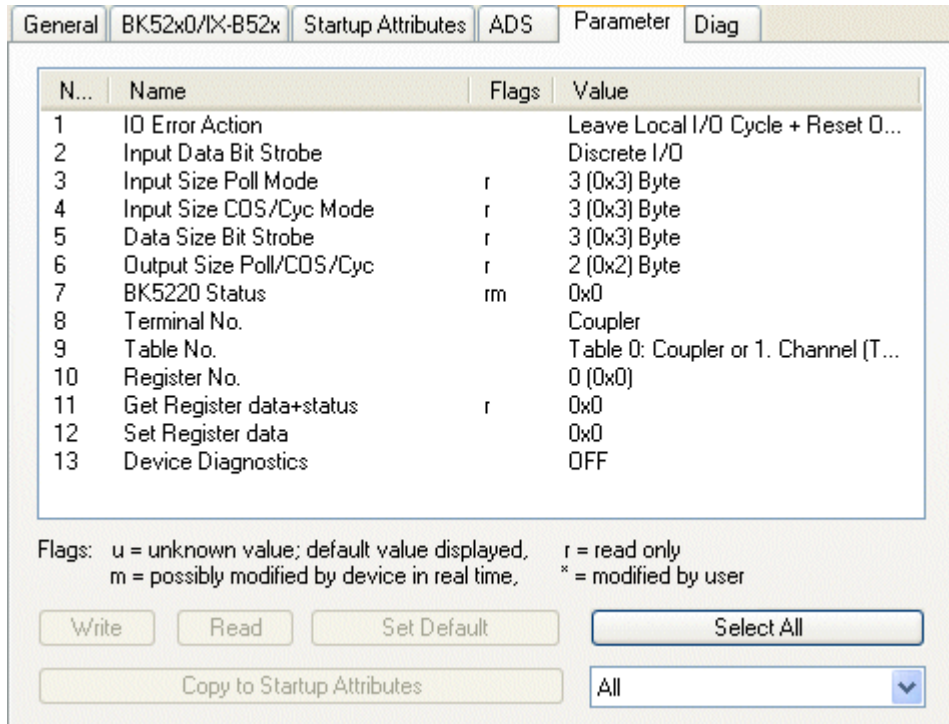 General BK52x0/IX-B52x Startup Attributes ADS Parameter Diag
N... Name Flags Value
1 IO Error Action Leave Local I/O Cycle + Reset O...
2 Input Data Bit Strobe Discrete I/O
3 Input Size Poll Mode r 3 (0x3) Byte
4 Input Size COS/Cyc Mode r 3 (0x3) Byte
5 Data Size Bit Strobe r 3 (0x3) Byte
6 Output Size Poll/COS/Cyc r 2 (0x2) Byte
7 BK5220 Status rm 0x0
8 Terminal No. Coupler
9 Table No. Table 0: Coupler or 1. Channel (T...
10 Register No. 0 (0x0)
11 Get Register data+status r 0x0
12 Set Register data 0x0
13 Device Diagnostics OFF
Flags: u = unknown value; default value displayed, r = read only
m = possibly modified by device in real time, * = modified by user
Write Read Set Default Select All
Copy to Startup Attributes All